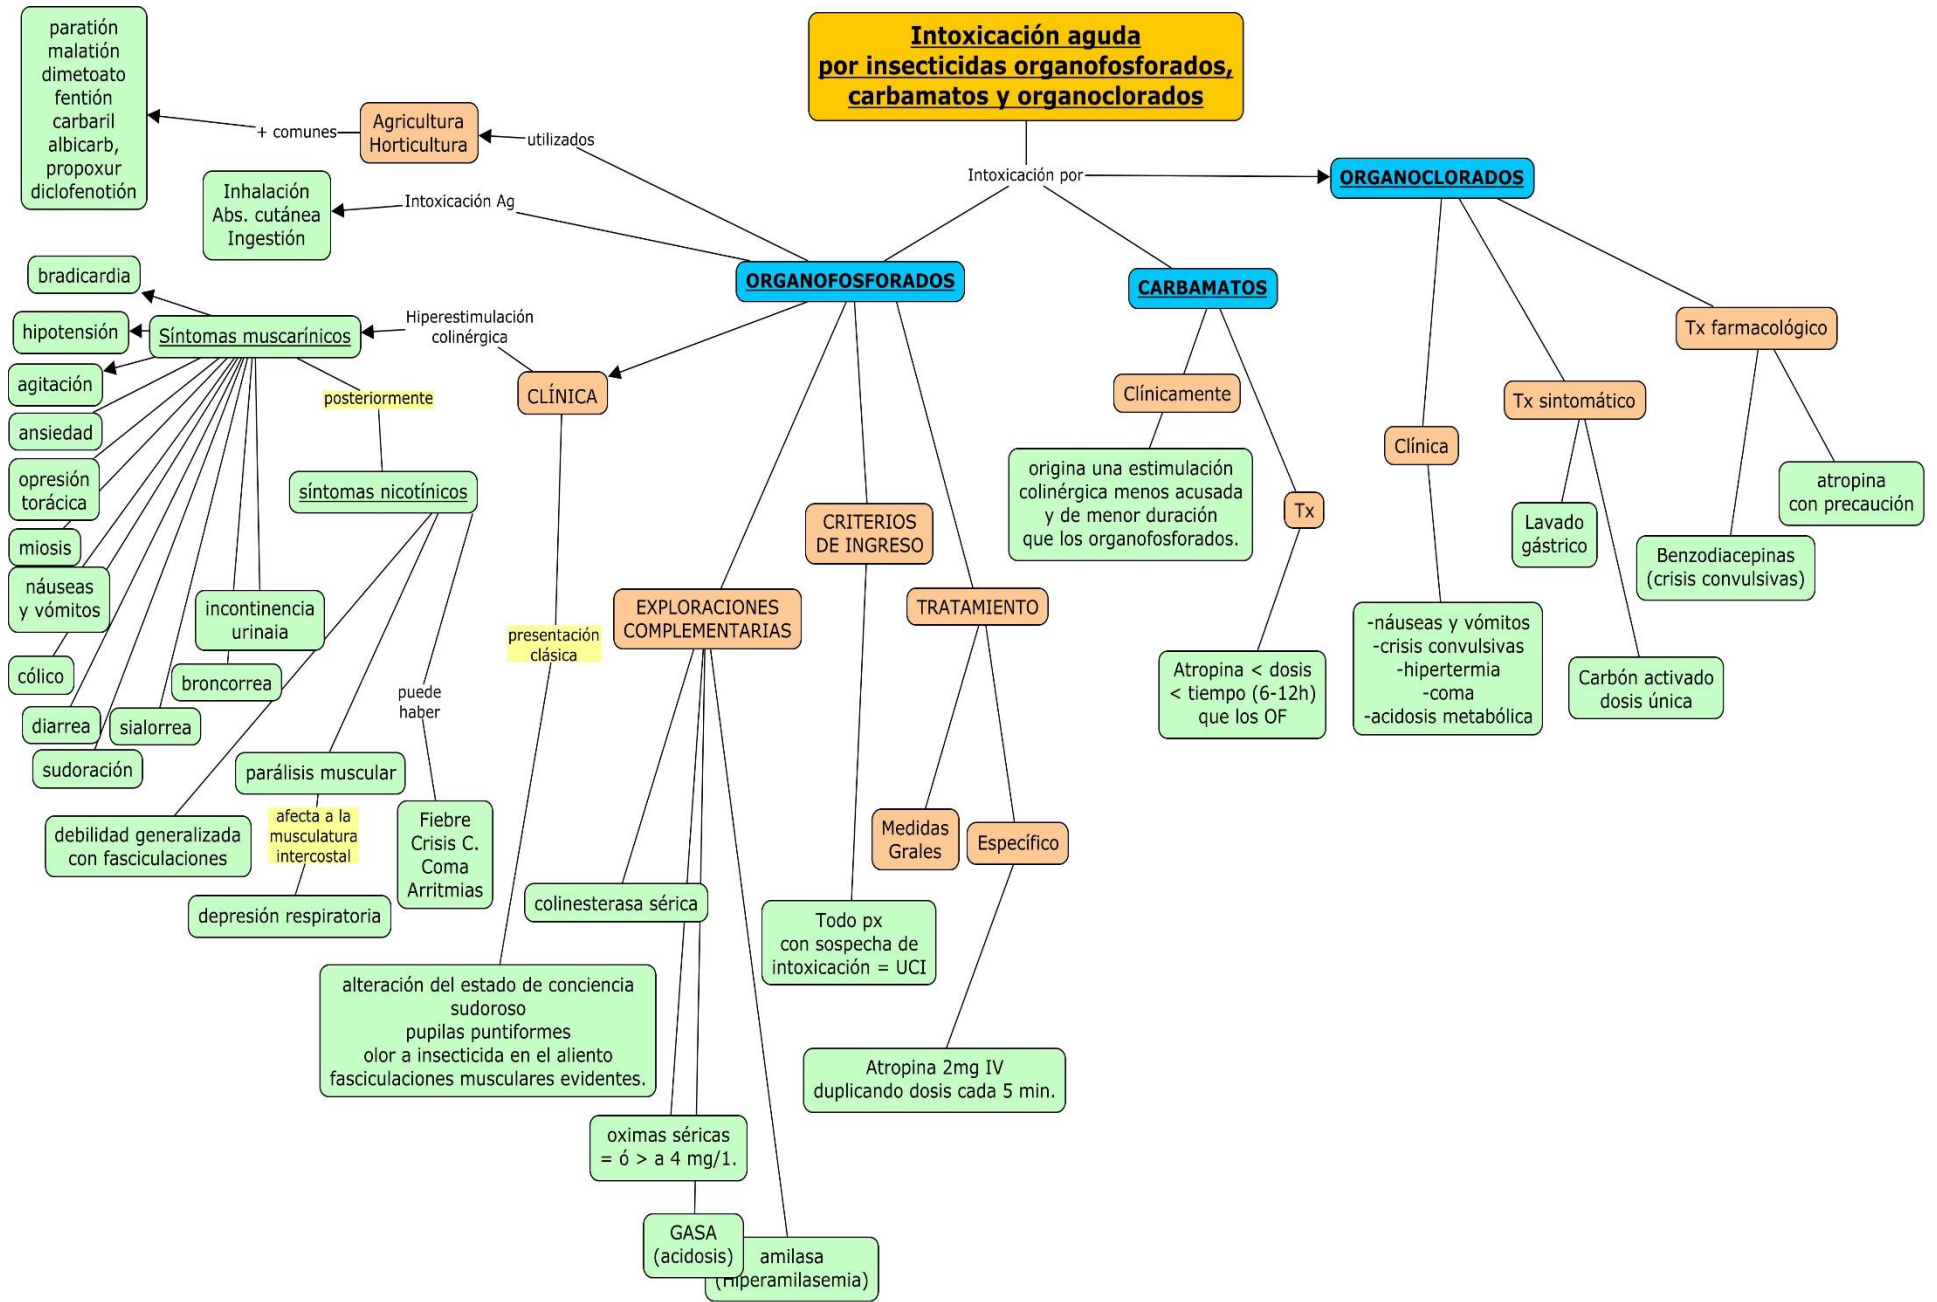 Intoxicación aguda
por insecticidas organofosforados,
carbamatos y organoclorados
Intoxicación por
ORGANOFOSFORADOS
utilizados
Agricultura
Horticultura
+ comunes
paratión
malatión
dimetoato
fentión
carbaril
albicarb,
propoxur
diclofenotión
Intoxicación Ag
Inhalación
Abs. cutánea
Ingestión
CLÍNICA
Hiperestimulación
colinérgica
Síntomas muscarínicos
bradicardia
hipotensión
agitación
ansiedad
opresión
torácica
miosis
náuseas
y vómitos
cólico
diarrea
sudoración
sialorrea
broncorrea
incontinencia
urinaia
posteriormente
síntomas nicotínicos
debilidad generalizada
con fasciculaciones
parálisis muscular
afecta a la
musculatura
intercostal
depresión respiratoria
puede
haber
Fiebre
Crisis C.
Coma
Arritmias
presentación
clásica
alteración del estado de conciencia
sudoroso
pupilas puntiformes
olor a insecticida en el aliento
fasciculaciones musculares evidentes.
EXPLORACIONES
COMPLEMENTARIAS
colinesterasa sérica
oximas séricas
= ó > a 4 mg/1.
GASA
(acidosis)
amilasa
(Hiperamilasemia)
CRITERIOS
DE INGRESO
Todo px
con sospecha de
intoxicación = UCI
TRATAMIENTO
Medidas
Grales
Específico
Atropina 2mg IV
duplicando dosis cada 5 min.
CARBAMATOS
Clínicamente
origina una estimulación
colinérgica menos acusada
y de menor duración
que los organofosforados.
Tx
Atropina < dosis
< tiempo (6-12h)
que los OF
ORGANOCLORADOS
Clínica
-náuseas y vómitos
-crisis convulsivas
-hipertermia
-coma
-acidosis metabólica
Tx sintomático
Lavado
gástrico
Carbón activado
dosis única
Tx farmacológico
Benzodiacepinas
(crisis convulsivas)
atropina
con precaución